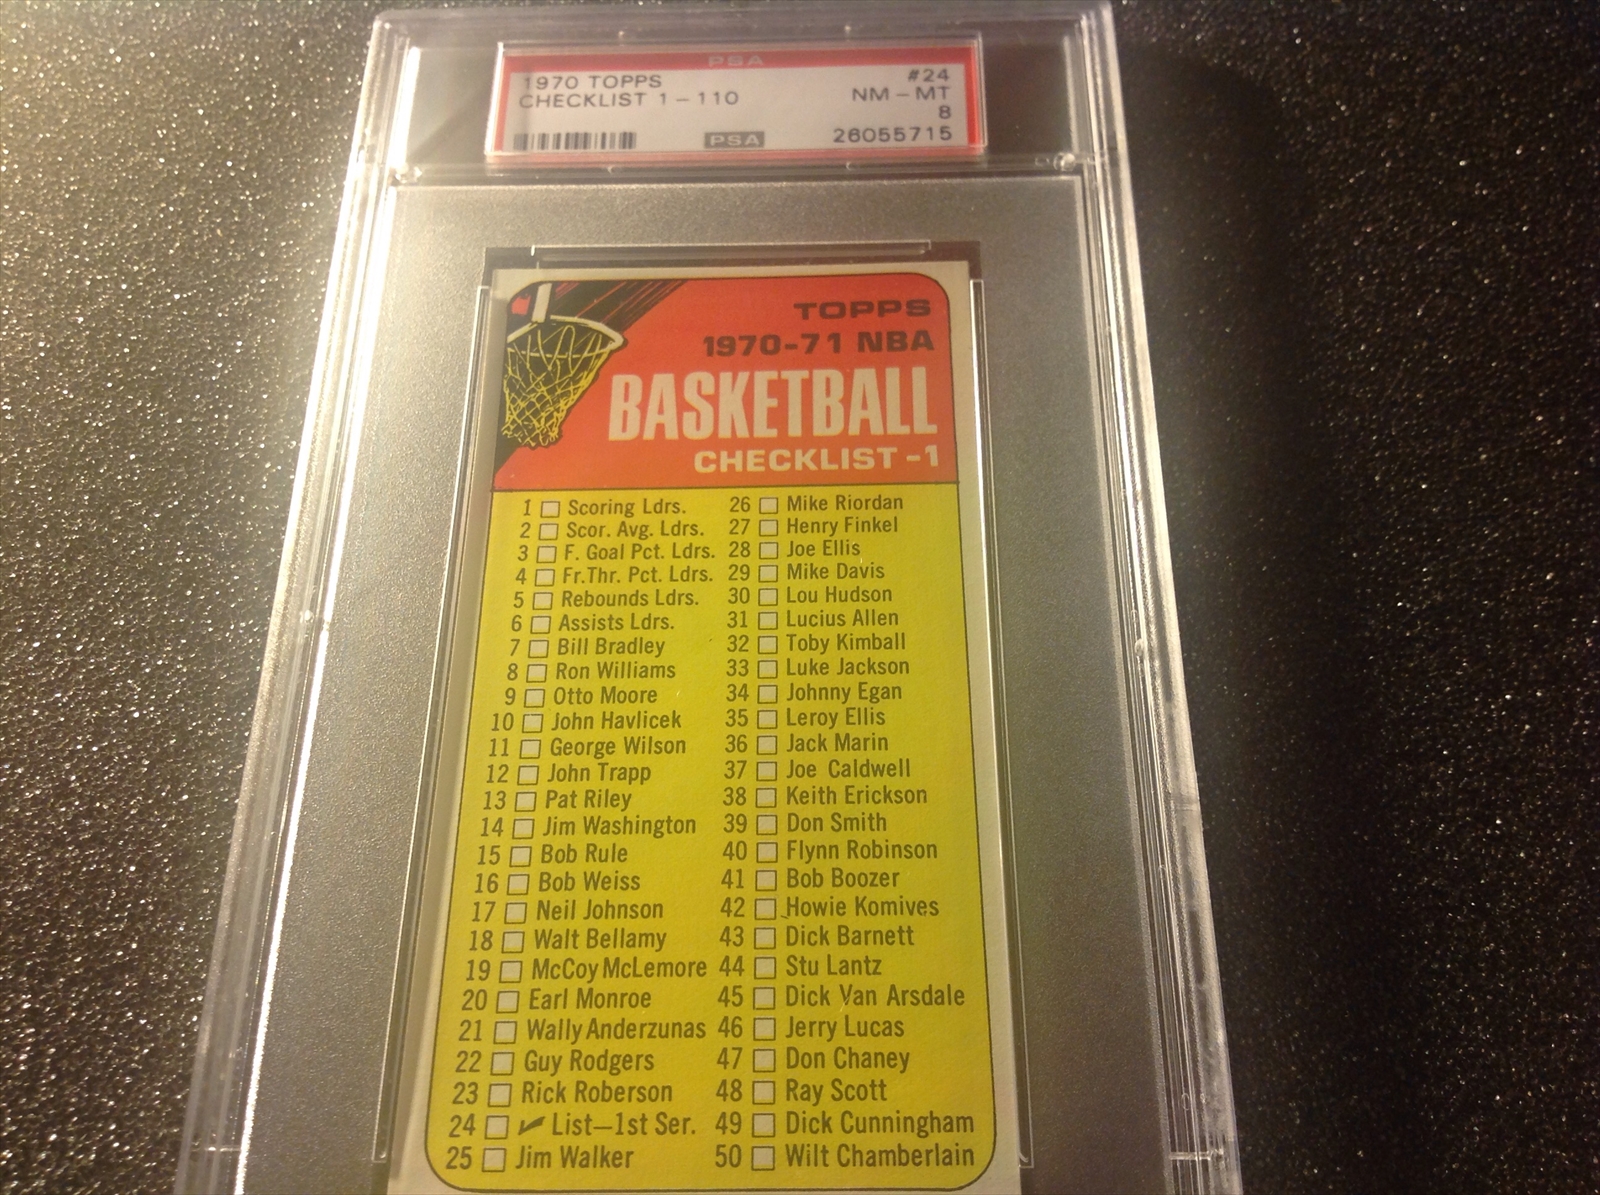 PSA
1970 TOPPS #24
CHECKLIST 1-110 NM-MT
8
PSA 26055715
TOPPS
1970-71 NBA
BASKETBALL
CHECKLIST-1
1 Scoring Ldrs.
2 Scor. Avg. Ldrs.
3 F. Goal Pct. Ldrs.
4 Fr.Thr. Pct. Ldrs.
5 Rebounds Ldrs.
6 Assists Ldrs.
7 Bill Bradley
8 Ron Williams
9 Otto Moore
10 John Havlicek
11 George Wilson
12 John Trapp
13 Pat Riley
14 Jim Washington
15 Bob Rule
16 Bob Weiss
17 Neil Johnson
18 Walt Bellamy
19 McCoy McLemore
20 Earl Monroe
21 Wally Anderzunas
22 Guy Rodgers
23 Rick Roberson
24 ✓ List—1st Ser.
25 Jim Walker
26 Mike Riordan
27 Henry Finkel
28 Joe Ellis
29 Mike Davis
30 Lou Hudson
31 Lucius Allen
32 Toby Kimball
33 Luke Jackson
34 Johnny Egan
35 Leroy Ellis
36 Jack Marin
37 Joe Caldwell
38 Keith Erickson
39 Don Smith
40 Flynn Robinson
41 Bob Boozer
42 Howie Komives
43 Dick Barnett
44 Stu Lantz
45 Dick Van Arsdale
46 Jerry Lucas
47 Don Chaney
48 Ray Scott
49 Dick Cunningham
50 Wilt Chamberlain